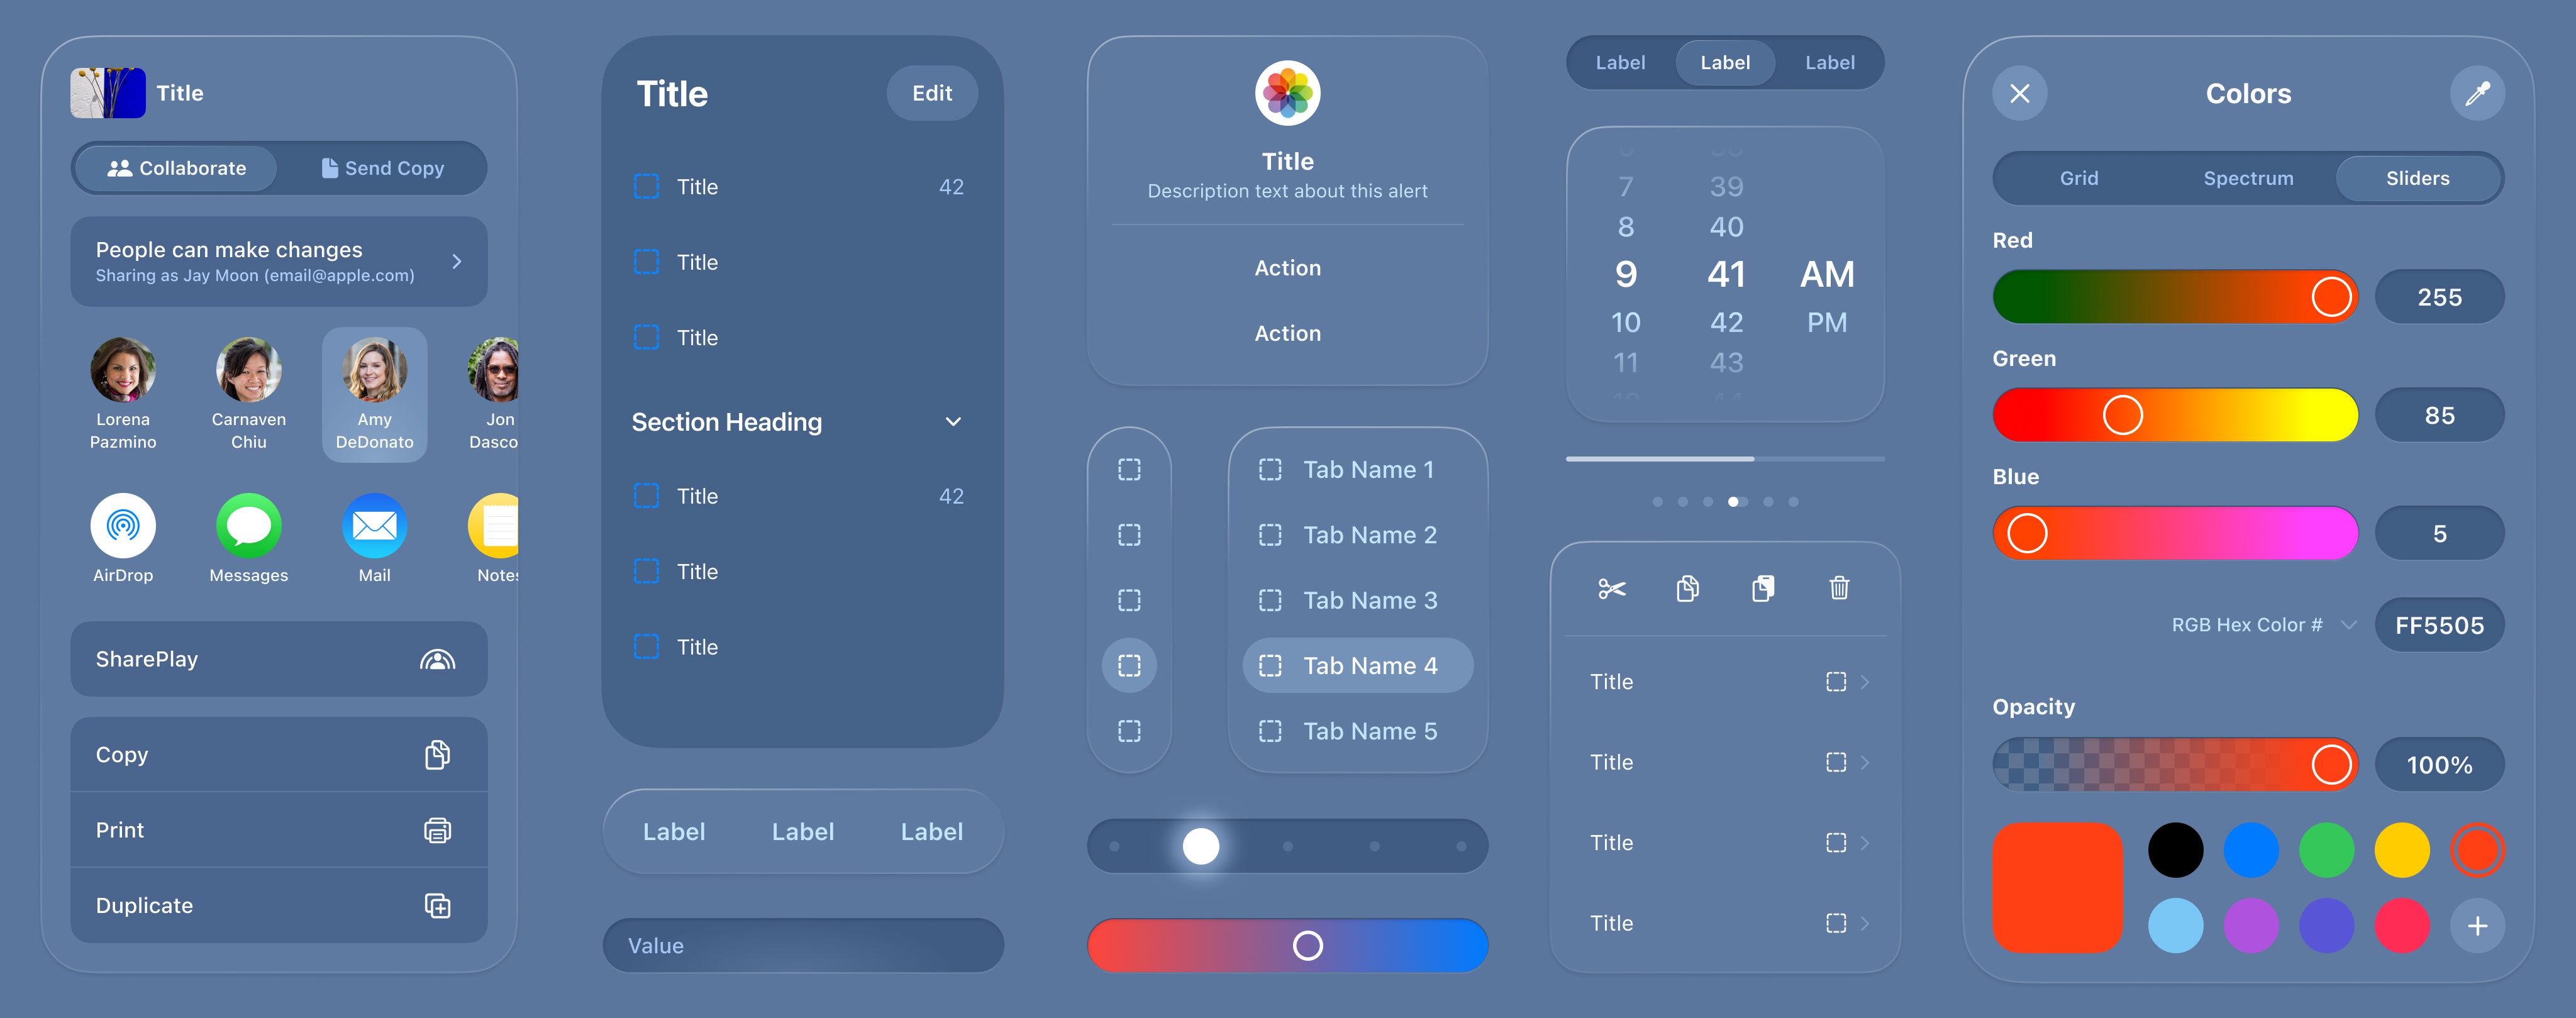 Title
Collaborate
Send Copy
People can make changes
Sharing as Jay Moon (email@apple.com)
Lorena
Pazmino
Carnaven
Chiu
Amy
DeDonato
Jon
Dasco
AirDrop
Messages
Mail
Notes
SharePlay
Copy
Print
Duplicate
Title
Edit
Title 42
Title
Title
Section Heading
Title 42
Title
Title
Label Label Label
Value
Title
Description text about this alert
Action
Action
Tab Name 1
Tab Name 2
Tab Name 3
Tab Name 4
Tab Name 5
Label Label Label
7 39
8 40
9 41 AM
10 42 PM
11 43
Title
Title
Title
Title
Colors
Grid Spectrum Sliders
Red
255
Green
85
Blue
5
RGB Hex Color # FF5505
Opacity
100%